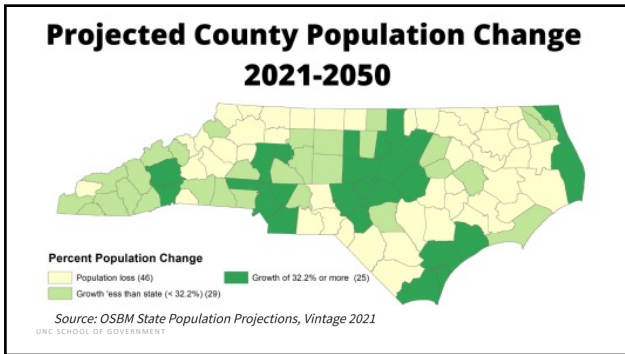 Projected County Population Change
2021-2050
Percent Population Change
Population loss (46)
Growth of 32.2% or more (25)
Growth less than state (< 32.2%) (29)
Source: OSBM State Population Projections, Vintage 2021
UNC SCHOOL OF GOVERNMENT